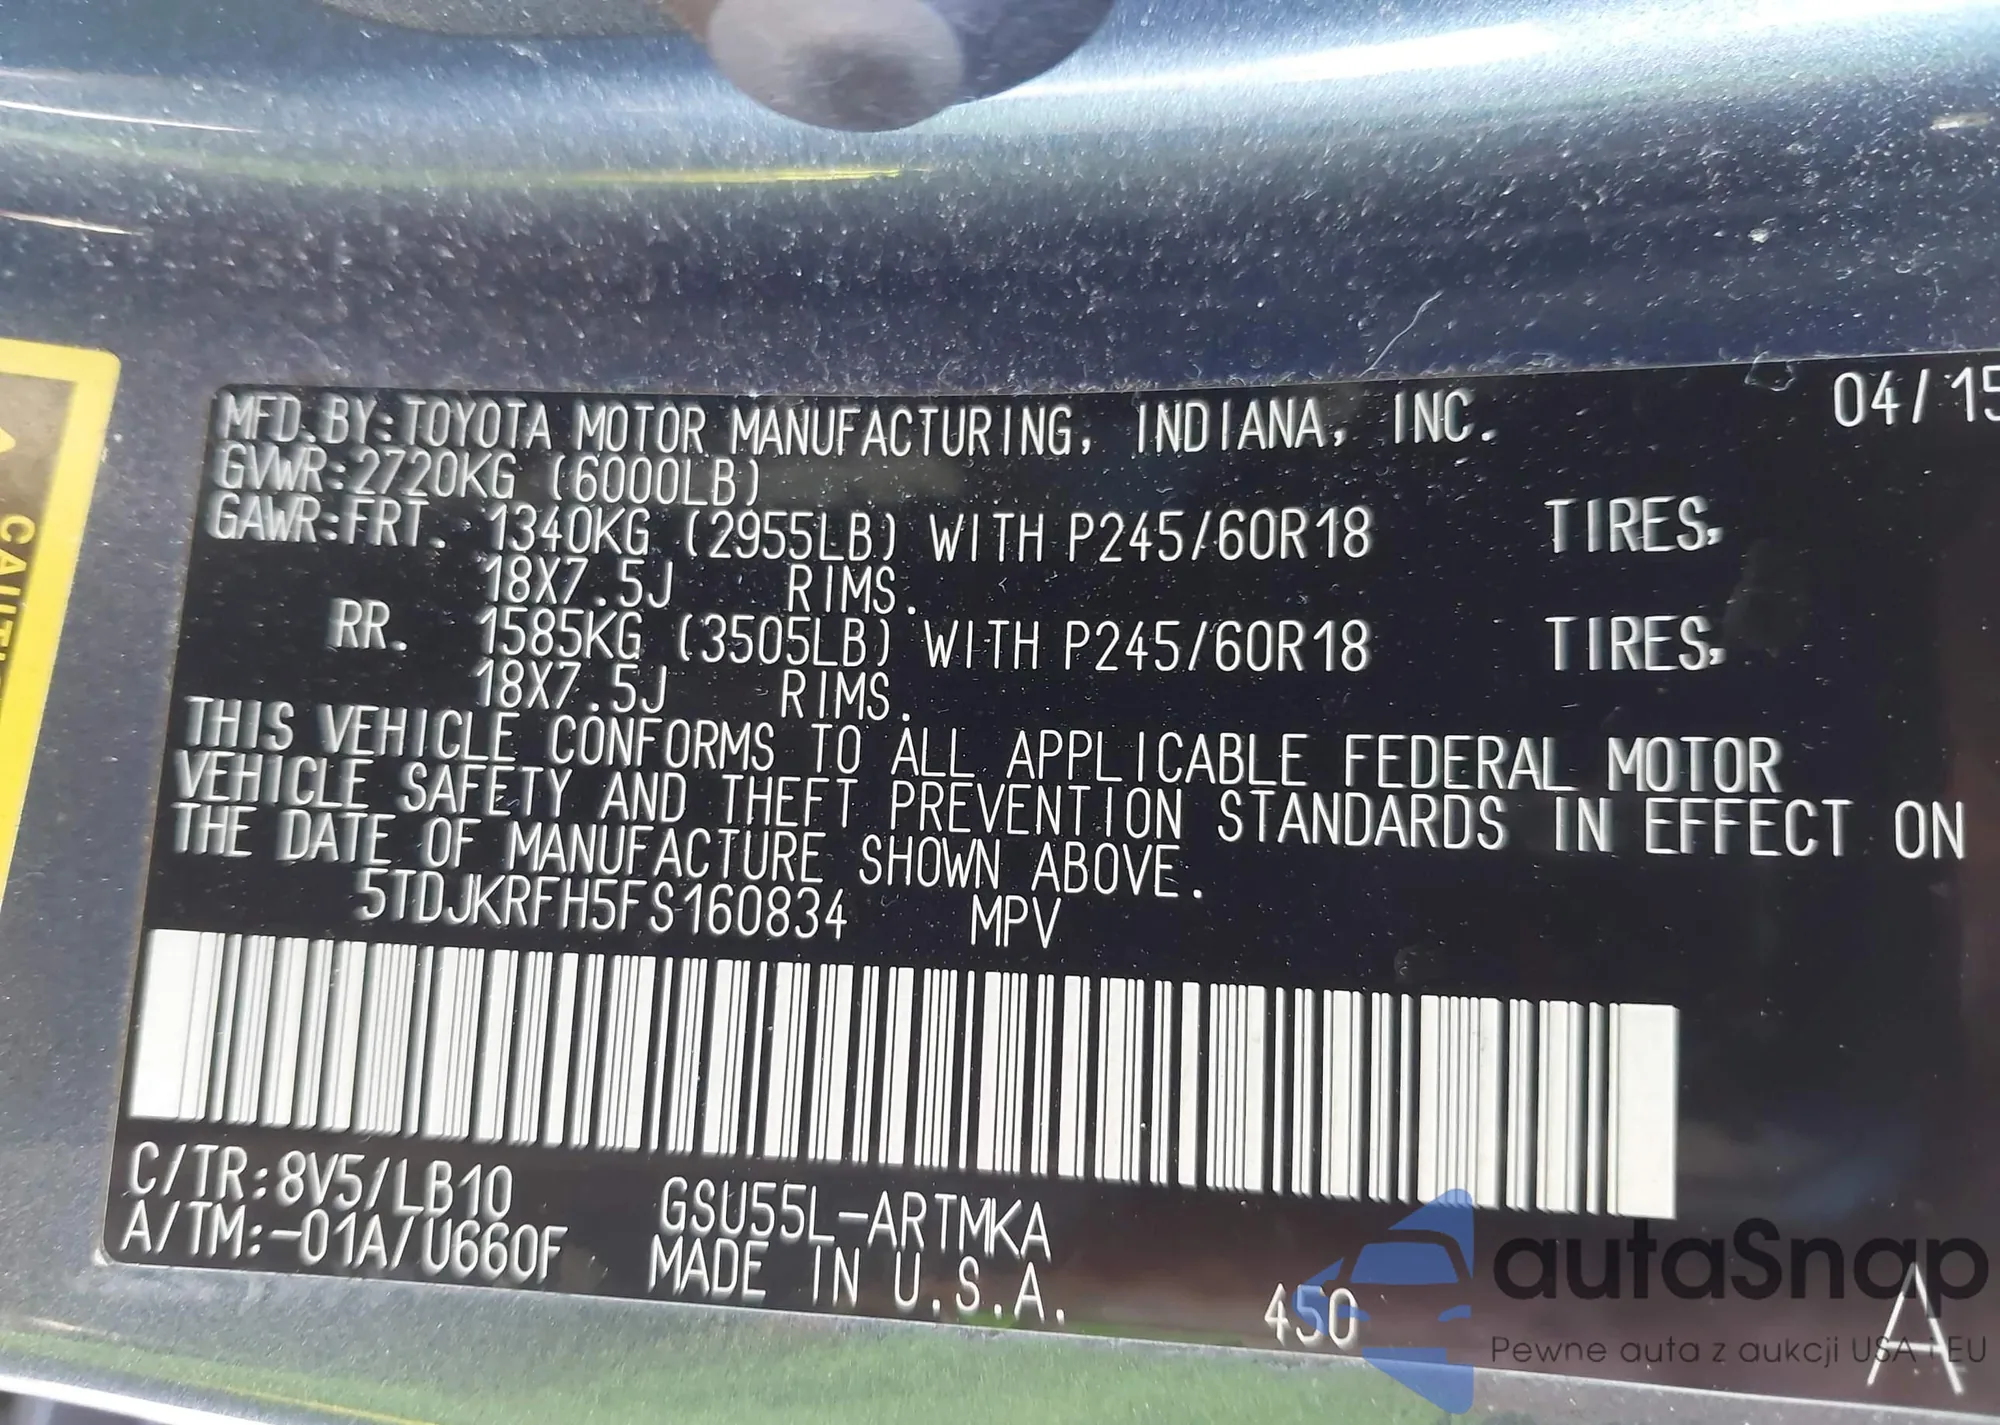 MFD. BY: TOYOTA MOTOR MANUFACTURING, INDIANA, INC. 04/15
GVWR: 2720KG (6000LB)
GAWR: FRT. 1340KG (2955LB) WITH P245/60R18 TIRES,
18X7.5J RIMS.
RR. 1585KG (3505LB) WITH P245/60R18 TIRES,
18X7.5J RIMS.
THIS VEHICLE CONFORMS TO ALL APPLICABLE FEDERAL MOTOR
VEHICLE SAFETY AND THEFT PREVENTION STANDARDS IN EFFECT ON
THE DATE OF MANUFACTURE SHOWN ABOVE.
5TDJKRFH5FS160834 MPV
C/TR: 8V5/LB10
A/TM: -01A/U660F
GSU55L-ARTMKA
MADE IN U.S.A.
450
A
autaSnap
Pewne auta z aukcji USA i EU